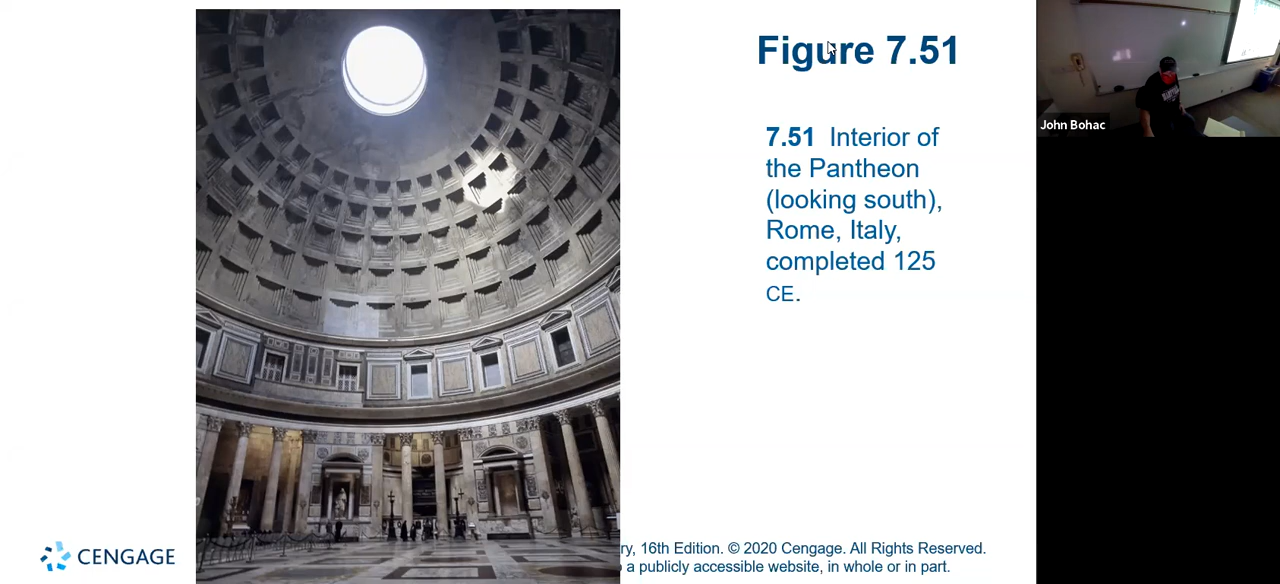 Figure 7.51
7.51 Interior of
the Pantheon
(looking south),
Rome, Italy,
completed 125
CE.
John Bohac
CENGAGE
16th Edition. © 2020 Cengage. All Rights Reserved.
a publicly accessible website, in whole or in part.